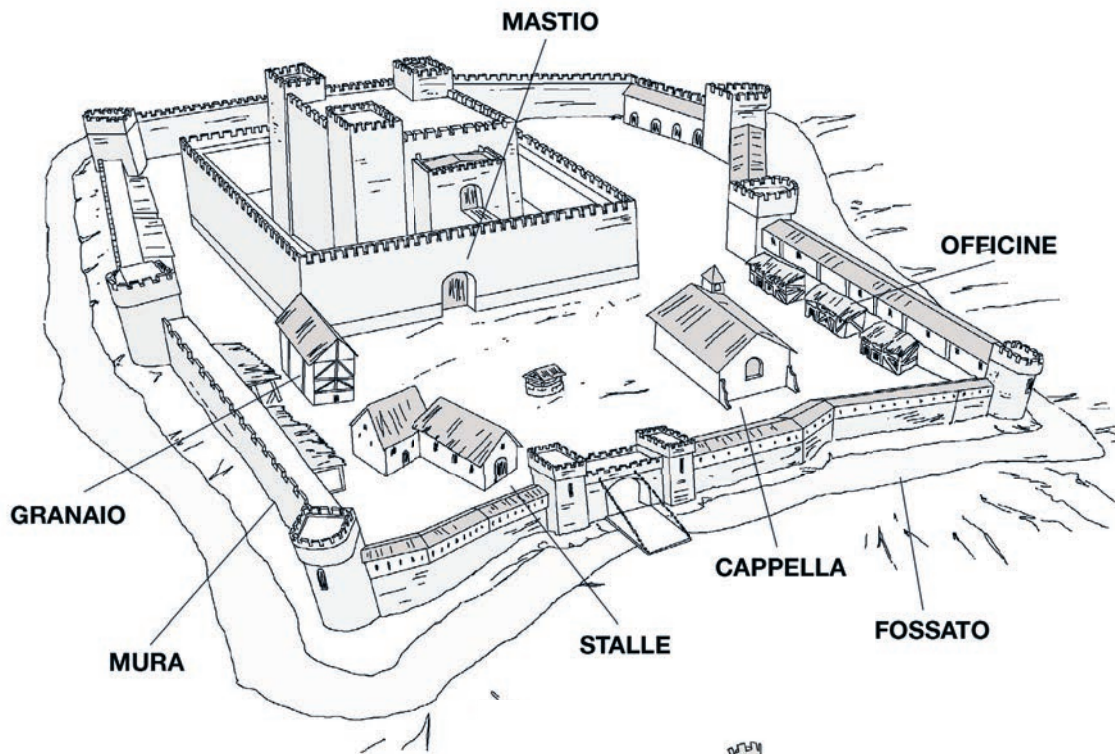 MASTIO
OFFICINE
GRANAIO
CAPPELLA
FOSSATO
STALLE
MURA